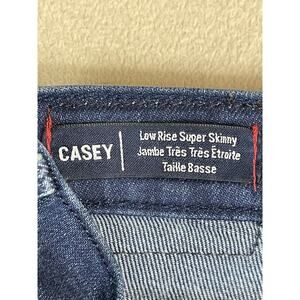 CASEY
Low Rise Super Skinny
Jambe Très Très Étroite
Taille Basse